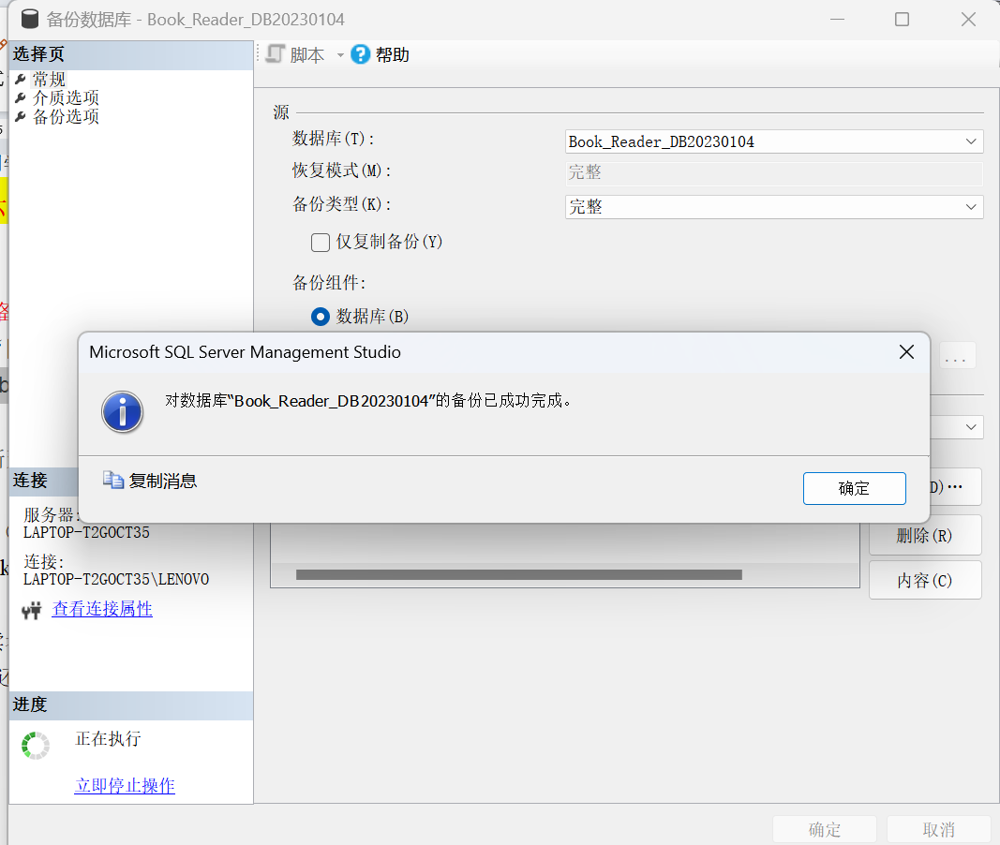 备份数据库 - Book_Reader_DB20230104
选择页
常规
介质选项
备份选项
脚本
帮助
源
数据库(T):
Book_Reader_DB20230104
恢复模式(M):
完整
备份类型(K):
完整
仅复制备份(Y)
备份组件:
数据库(B)
...
Microsoft SQL Server Management Studio
对数据库“Book_Reader_DB20230104”的备份已成功完成。
复制消息
确定
D)...
删除(R)
内容(C)
连接
服务器:
LAPTOP-T2GOCT35
连接:
LAPTOP-T2GOCT35\LENOVO
查看连接属性
进度
正在执行
立即停止操作
确定
取消